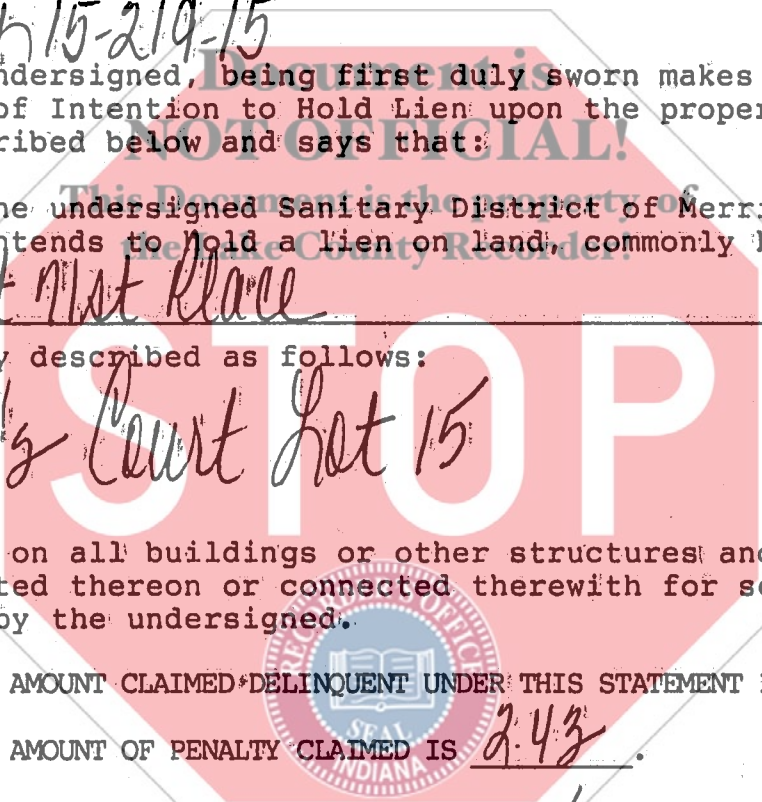 15-219-15
ndersigned, being first duly sworn makes
of Intention to Hold Lien upon the proper
ribed below and says that:
Document is
NOT OFFICIAL!
This Document is the property of
the Lake County Recorder!
he undersigned Sanitary District of Merri
ntends to hold a lien on land, commonly
71st Place
y described as follows:
's Court Lot 15
STOP
on all buildings or other structures and
ted thereon or connected therewith for se
by the undersigned.
AMOUNT CLAIMED DELINQUENT UNDER THIS STATEMENT
AMOUNT OF PENALTY CLAIMED IS 2.43.
RECORDER'S OFFICE
SEAL
INDIANA